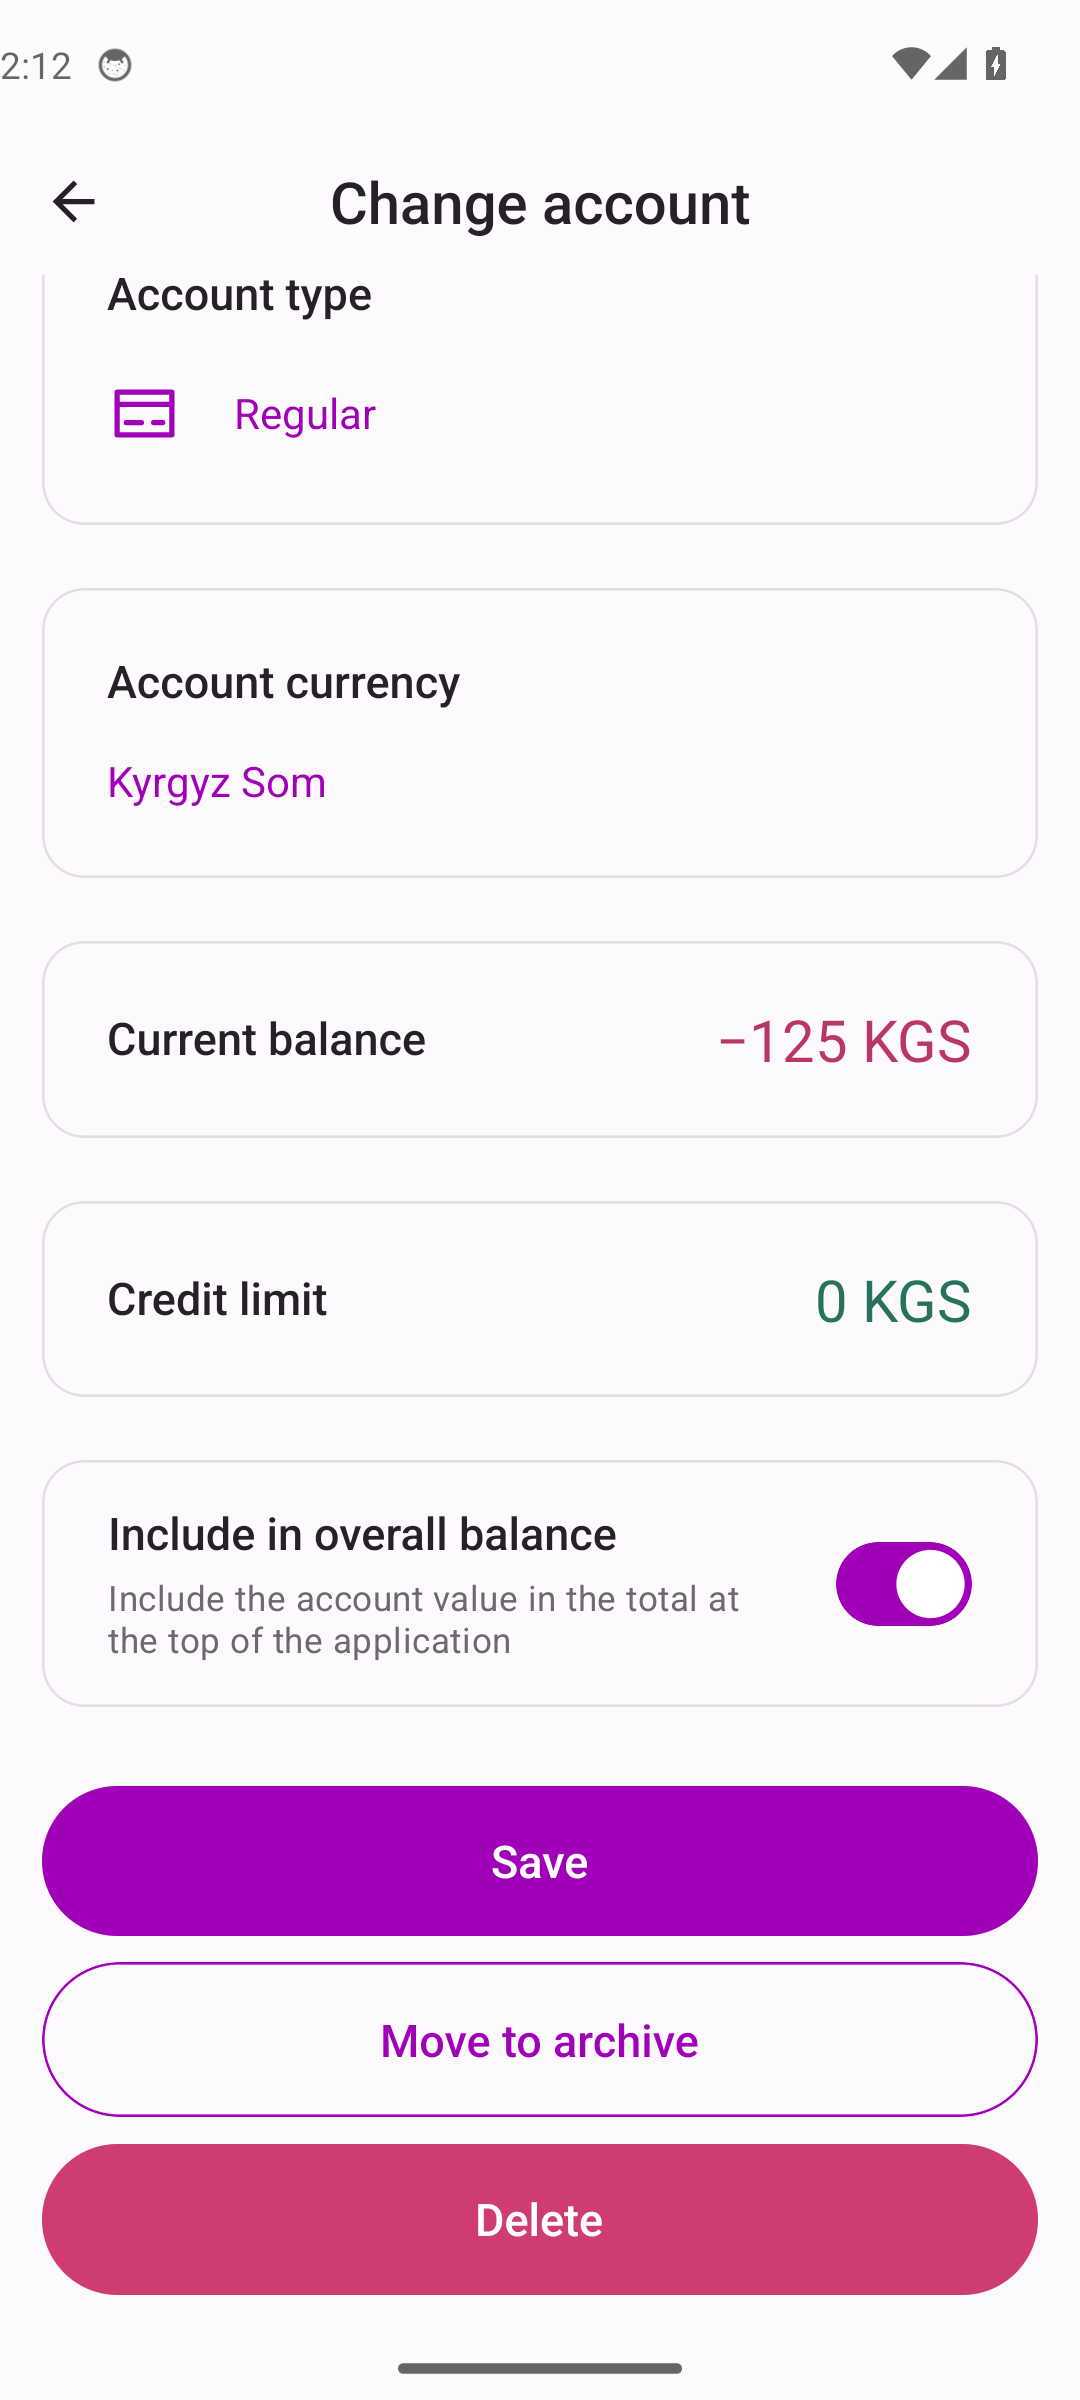 2:12
Change account
Account type
Regular
Account currency
Kyrgyz Som
Current balance
−125 KGS
Credit limit
0 KGS
Include in overall balance
Include the account value in the total at
the top of the application
Save
Move to archive
Delete